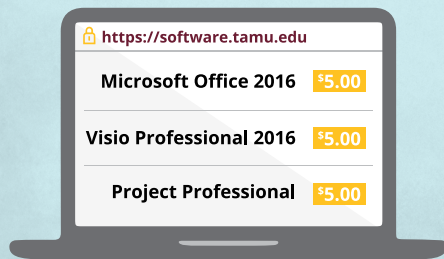 https://software.tamu.edu
Microsoft Office 2016 $5.00
Visio Professional 2016 $5.00
Project Professional $5.00